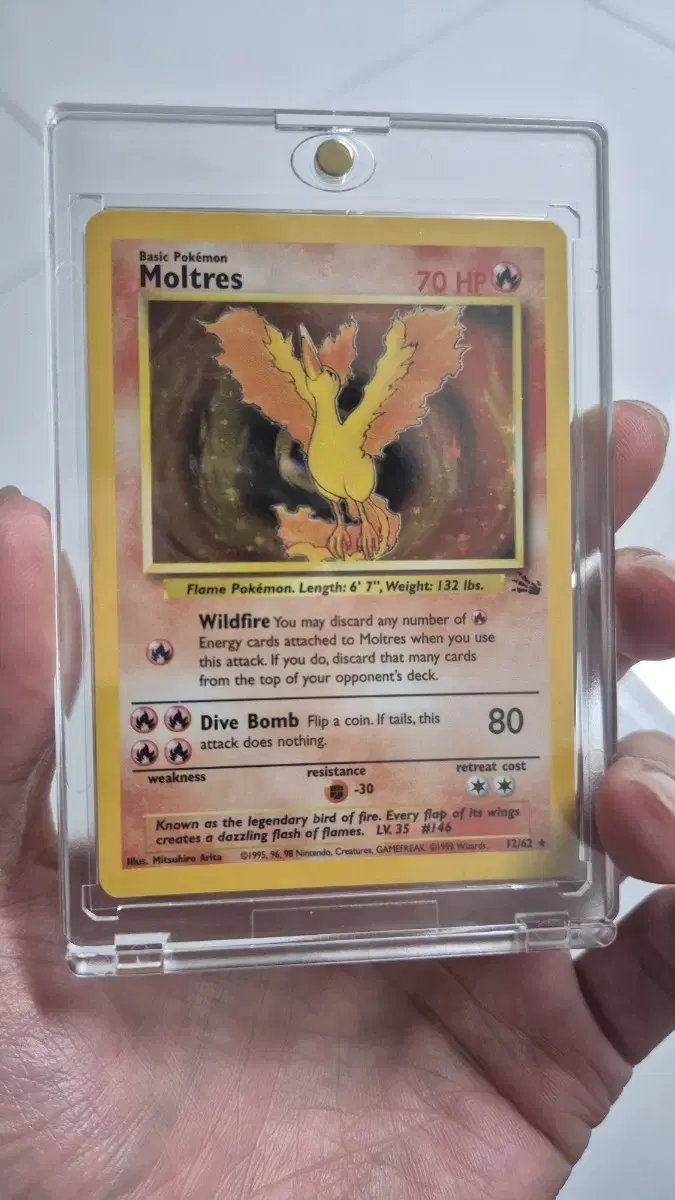 Basic Pokémon
Moltres
70 HP
Flame Pokémon. Length: 6' 7", Weight: 132 lbs.
Wildfire You may discard any number of
Energy cards attached to Moltres when you use
this attack. If you do, discard that many cards
from the top of your opponent's deck.
Dive Bomb Flip a coin. If tails, this
attack does nothing.
80
weakness
resistance
-30
retreat cost
Known as the legendary bird of fire. Every flap of its wings
creates a dazzling flash of flames. LV. 35 #146
Illus. Mitsuhiro Arita ©1995, 96, 98 Nintendo, Creatures, GAMEFREAK. ©1999 Wizards. 12/62 ★